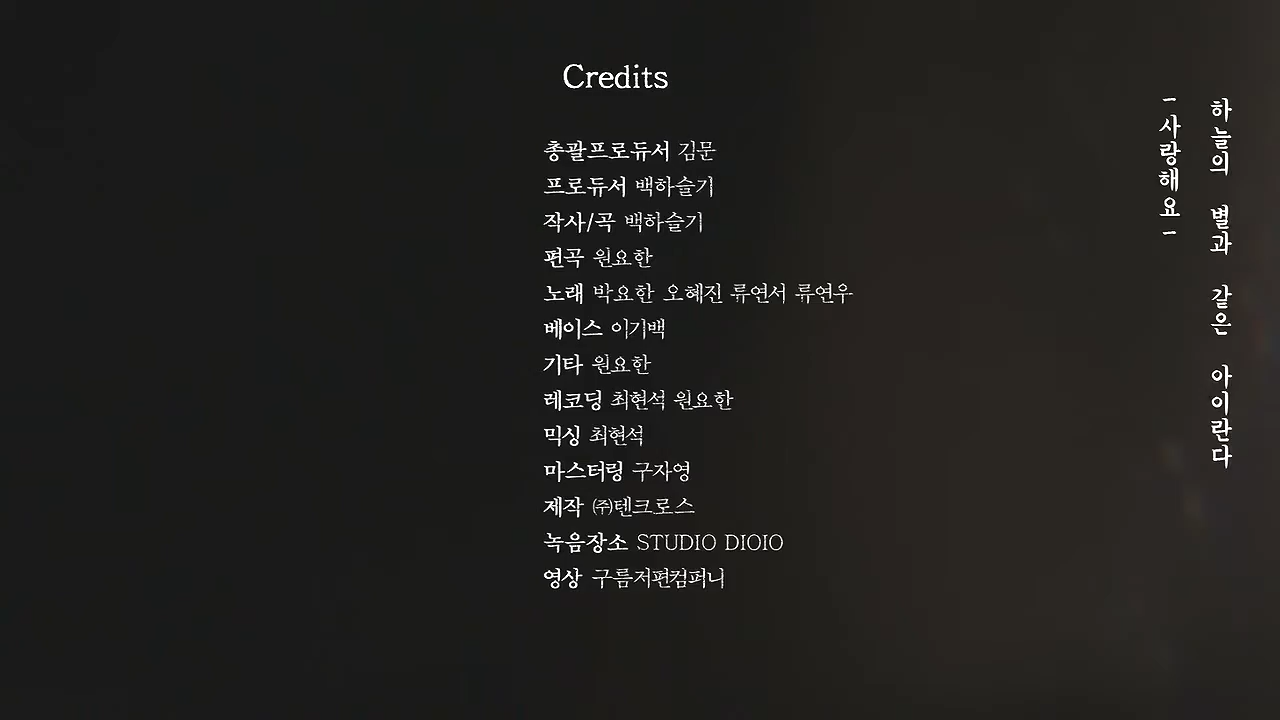 Credits
총괄프로듀서 김문
프로듀서 백하슬기
작사/곡 백하슬기
편곡 원요한
노래 박요한 오혜진 류연서 류연우
베이스 이기백
기타 원요한
레코딩 최현석 원요한
믹싱 최현석
마스터링 구자영
제작 ㈜텐크로스
녹음장소 STUDIO DIOIO
영상 구름저편컴퍼니
하늘의 별과 같은 아이란다
- 사랑해요 -